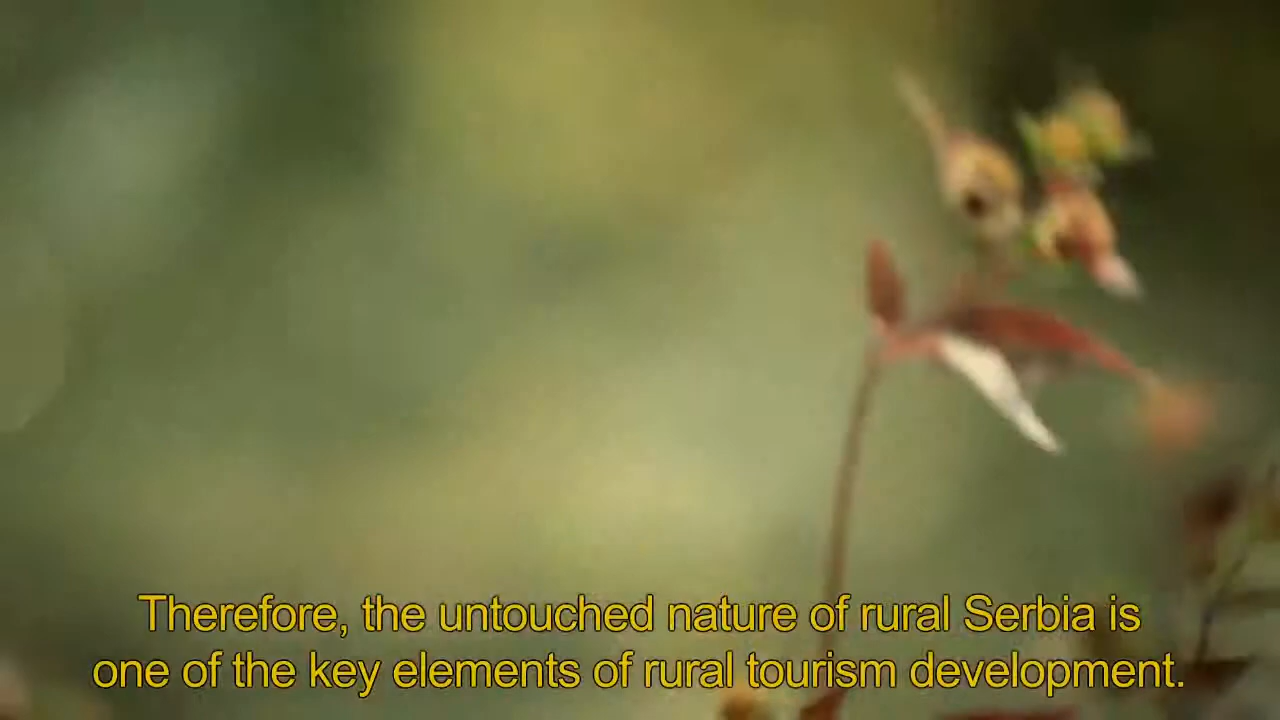 Therefore, the untouched nature of rural Serbia is
one of the key elements of rural tourism development.